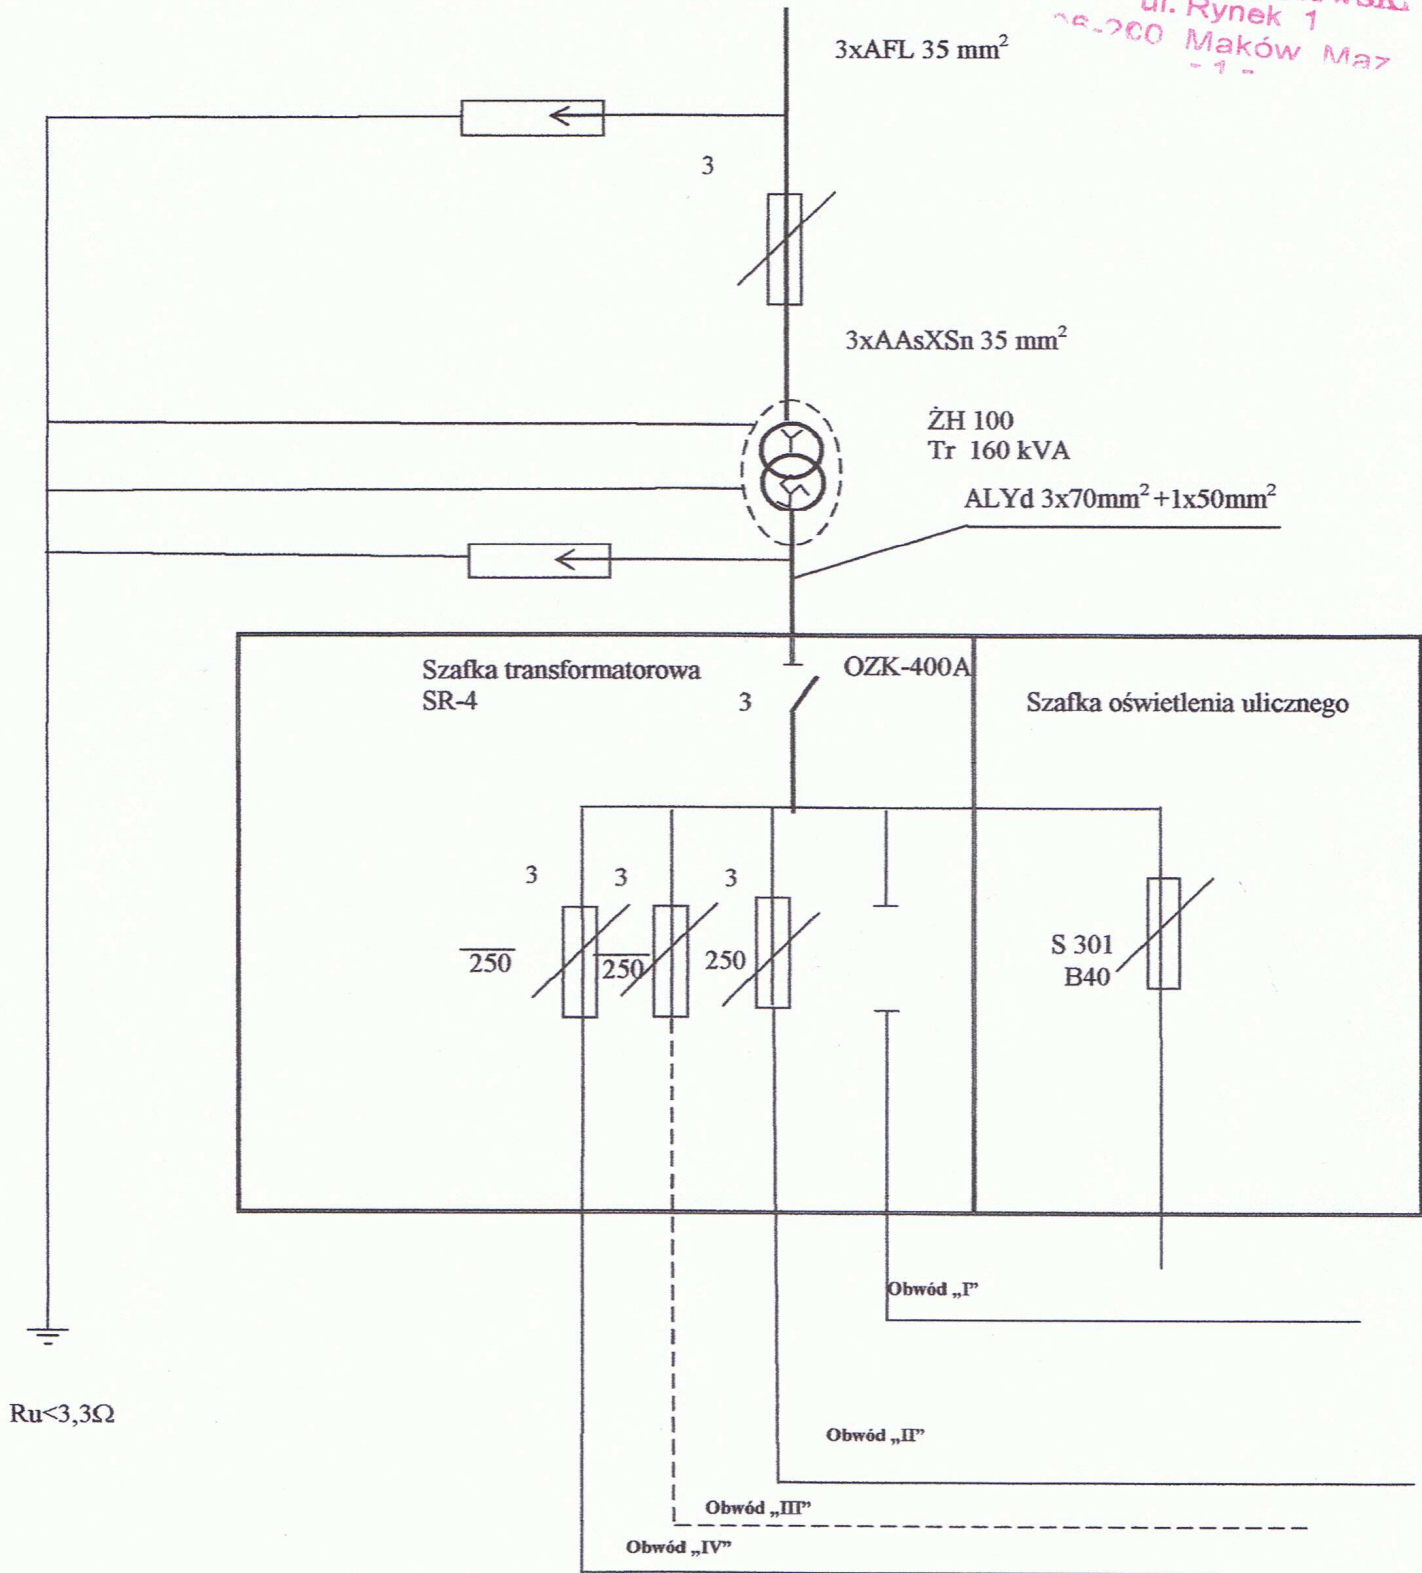 ul. Rynek 1
Maków Maz
- 1 -
3xAFL 35 mm²
3
3xAAsXSn 35 mm²
ŻH 100
Tr 160 kVA
ALYd 3x70mm²+1x50mm²
Szafka transformatorowa
SR-4
3
OZK-400A
Szafka oświetlenia ulicznego
3
3
3
250
250
250
S 301
B40
Obwód „I”
Ru<3,3Ω
Obwód „II”
Obwód „III”
Obwód „IV”